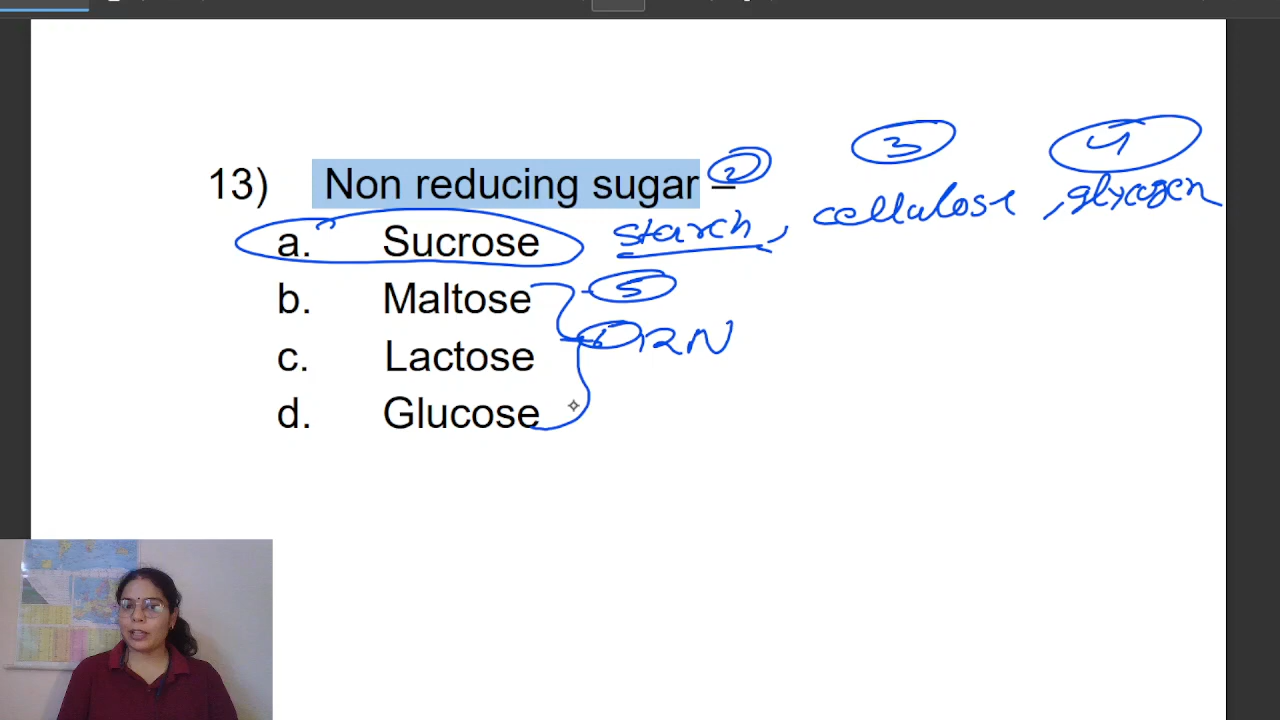 3 4
13) Non reducing sugar – 2
a. Sucrose starch, cellulose, glycogen
b. Maltose 5
c. Lactose
d. Glucose